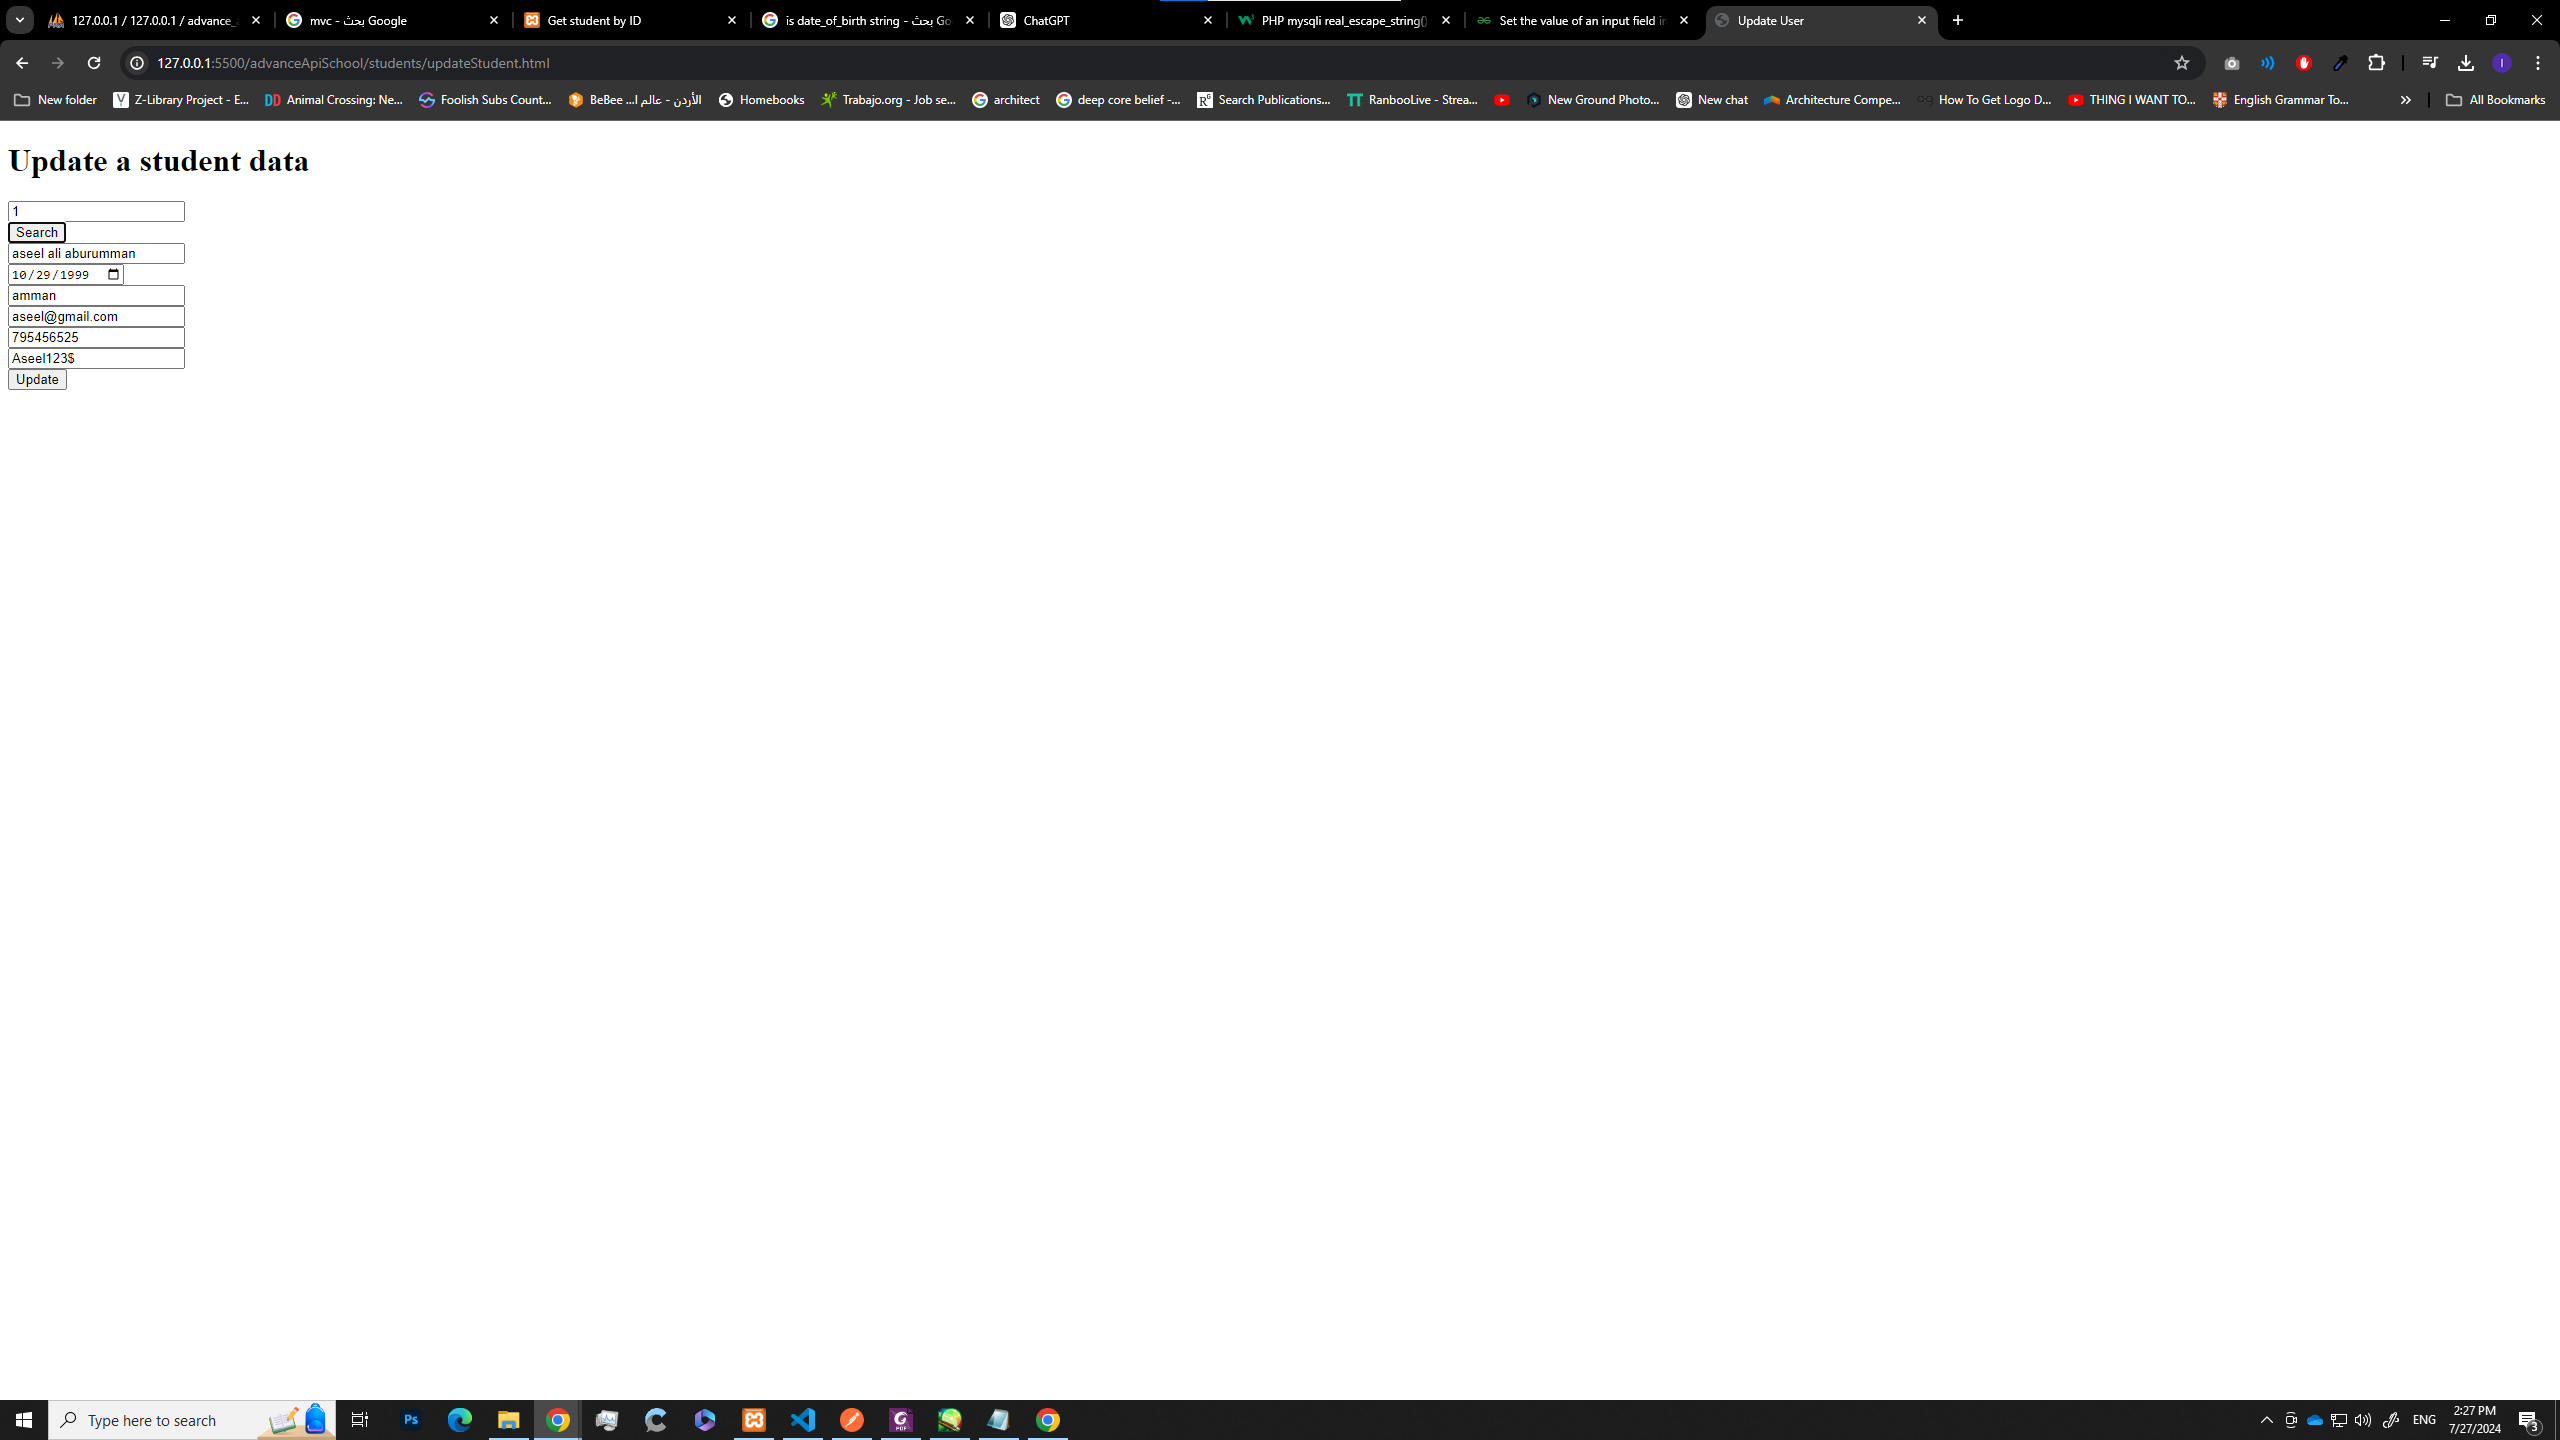 127.0.0.1 / 127.0.0.1 / advance_
mvc - بحث Google
Get student by ID
is date_of_birth string - بحث Go
ChatGPT
PHP mysqli real_escape_string()
Set the value of an input field in
Update User
127.0.0.1:5500/advanceApiSchool/students/updateStudent.html
New folder
Z-Library Project - E...
Animal Crossing: Ne...
Foolish Subs Count...
BeBee الأردن - عالم ا...
Homebooks
Trabajo.org - Job se...
architect
deep core belief -...
Search Publications...
RanbooLive - Strea...
New Ground Photo...
New chat
Architecture Compe...
How To Get Logo D...
THING I WANT TO...
English Grammar To...
All Bookmarks
Update a student data
1
Search
aseel ali aburumman
10/29/1999
amman
aseel@gmail.com
795456525
Aseel123$
Update
Type here to search
ENG
2:27 PM
7/27/2024
3